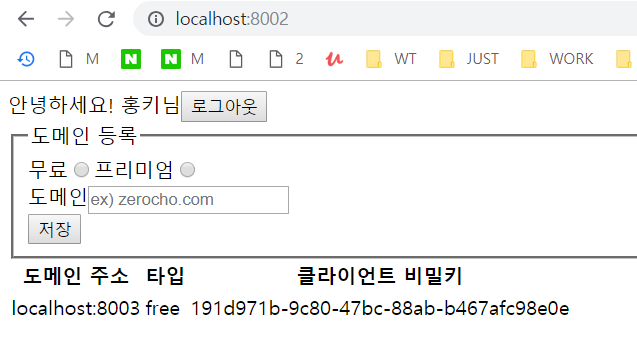 localhost:8002
M N N M 2 u WT JUST WORK
안녕하세요! 홍키님 로그아웃
도메인 등록
무료 프리미엄
도메인 ex) zerocho.com
저장
도메인 주소 타입 클라이언트 비밀키
localhost:8003 free 191d971b-9c80-47bc-88ab-b467afc98e0e